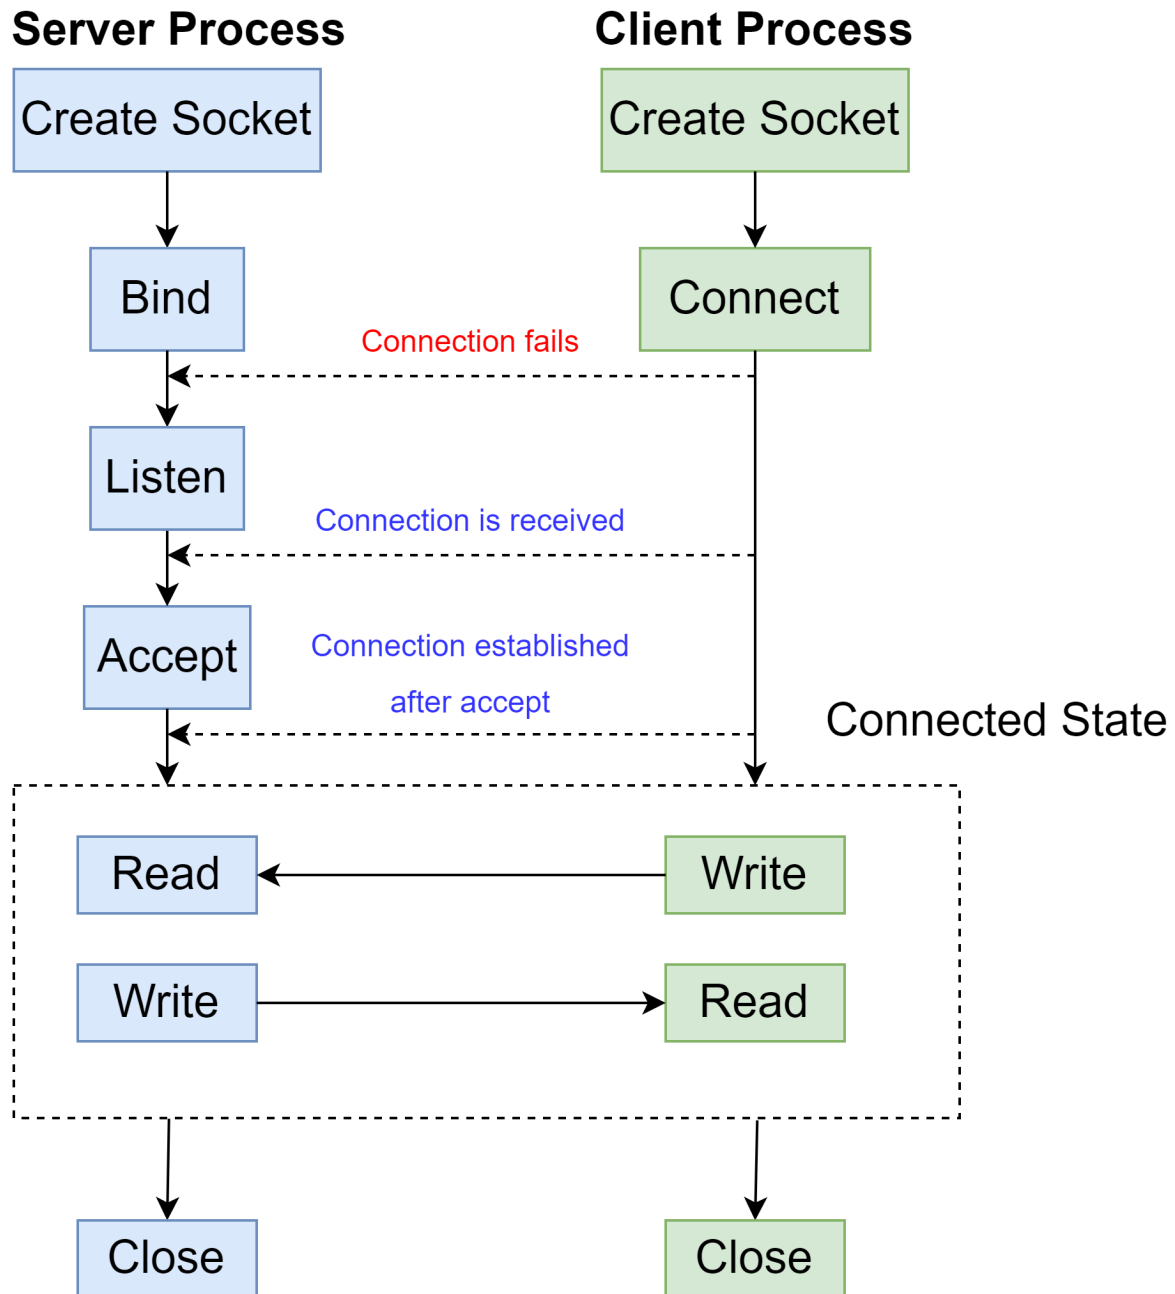 Server Process
Client Process
Create Socket
Create Socket
Bind
Connect
Connection fails
Listen
Connection is received
Accept
Connection established
after accept
Connected State
Read
Write
Write
Read
Close
Close